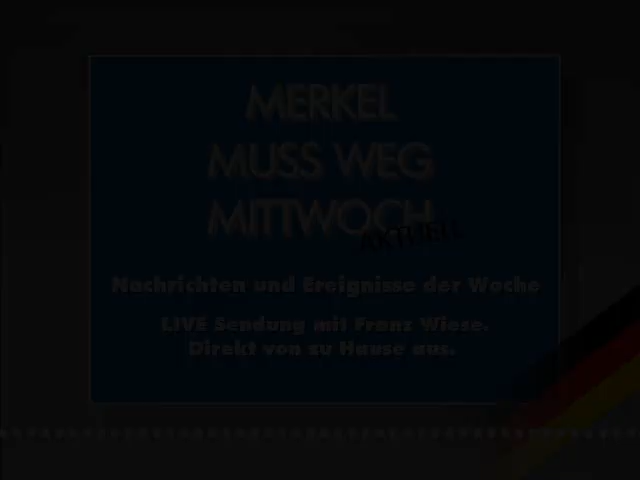 MERKEL
MUSS WEG
MITTWOCH
AKTUELL
Nachrichten und Ereignisse der Woche
LIVE Sendung mit Franz Wiese.
Direkt von zu Hause aus.